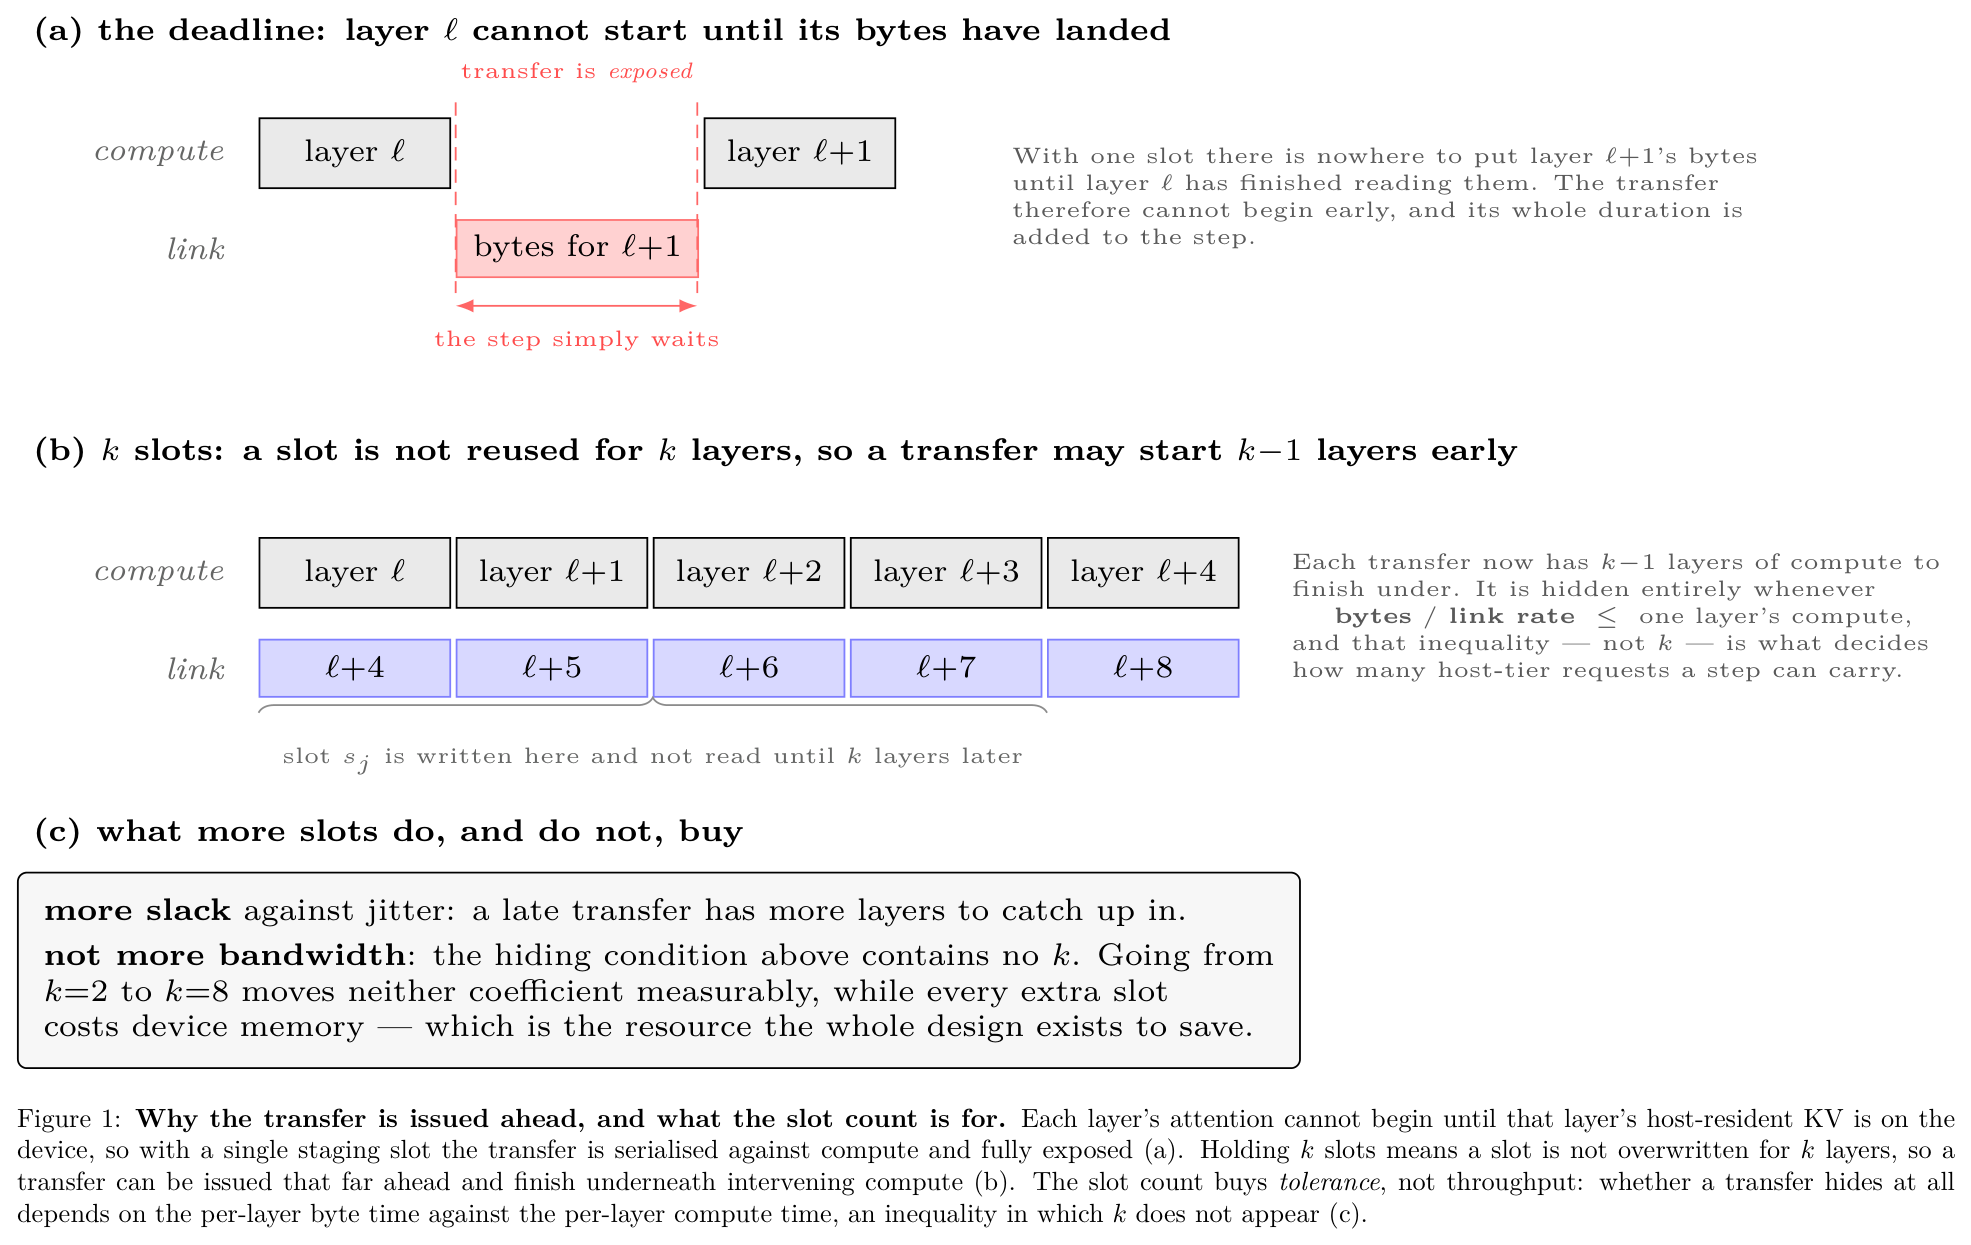 (a) the deadline: layer ℓ cannot start until its bytes have landed
transfer is exposed
compute
layer ℓ
layer ℓ+1
link
bytes for ℓ+1
the step simply waits
With one slot there is nowhere to put layer ℓ+1's bytes
until layer ℓ has finished reading them. The transfer
therefore cannot begin early, and its whole duration is
added to the step.
(b) k slots: a slot is not reused for k layers, so a transfer may start k−1 layers early
compute
layer ℓ
layer ℓ+1
layer ℓ+2
layer ℓ+3
layer ℓ+4
link
ℓ+4
ℓ+5
ℓ+6
ℓ+7
ℓ+8
slot s_j is written here and not read until k layers later
Each transfer now has k−1 layers of compute to
finish under. It is hidden entirely whenever
bytes / link rate ≤ one layer's compute,
and that inequality — not k — is what decides
how many host-tier requests a step can carry.
(c) what more slots do, and do not, buy
more slack against jitter: a late transfer has more layers to catch up in.
not more bandwidth: the hiding condition above contains no k. Going from
k=2 to k=8 moves neither coefficient measurably, while every extra slot
costs device memory — which is the resource the whole design exists to save.
Figure 1: Why the transfer is issued ahead, and what the slot count is for. Each layer's attention cannot begin until that layer's host-resident KV is on the
device, so with a single staging slot the transfer is serialised against compute and fully exposed (a). Holding k slots means a slot is not overwritten for k layers, so a
transfer can be issued that far ahead and finish underneath intervening compute (b). The slot count buys tolerance, not throughput: whether a transfer hides at all
depends on the per-layer byte time against the per-layer compute time, an inequality in which k does not appear (c).